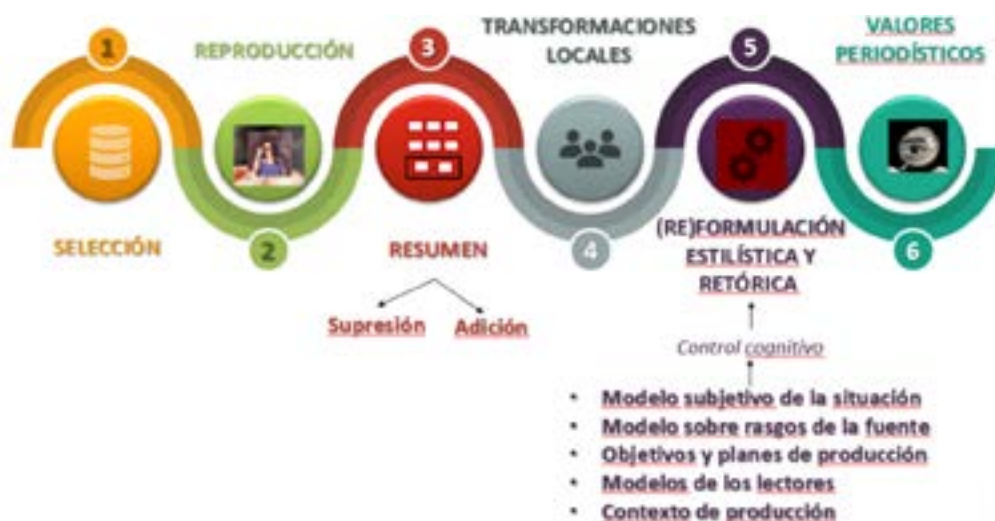 1
SELECCIÓN
REPRODUCCIÓN
2
3
RESUMEN
Supresión
Adición
TRANSFORMACIONES
LOCALES
4
5
(RE)FORMULACIÓN
ESTILÍSTICA Y
RETÓRICA
Control cognitivo
• Modelo subjetivo de la situación
• Modelo sobre rasgos de la fuente
• Objetivos y planes de producción
• Modelos de los lectores
• Contexto de producción
VALORES
PERIODÍSTICOS
6